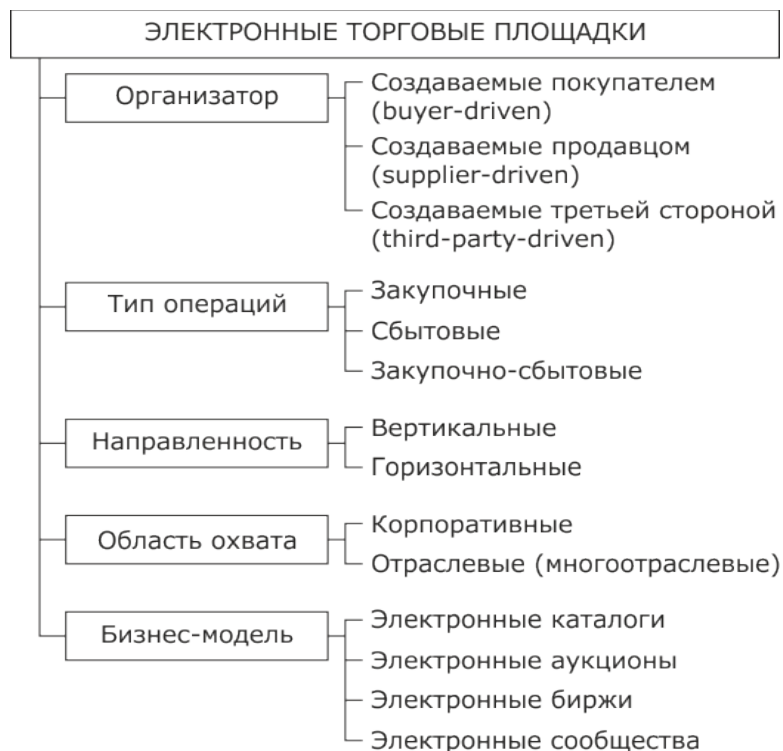 ЭЛЕКТРОННЫЕ ТОРГОВЫЕ ПЛОЩАДКИ
Организатор
Создаваемые покупателем
(buyer-driven)
Создаваемые продавцом
(supplier-driven)
Создаваемые третьей стороной
(third-party-driven)
Тип операций
Закупочные
Сбытовые
Закупочно-сбытовые
Направленность
Вертикальные
Горизонтальные
Область охвата
Корпоративные
Отраслевые (многоотраслевые)
Бизнес-модель
Электронные каталоги
Электронные аукционы
Электронные биржи
Электронные сообщества